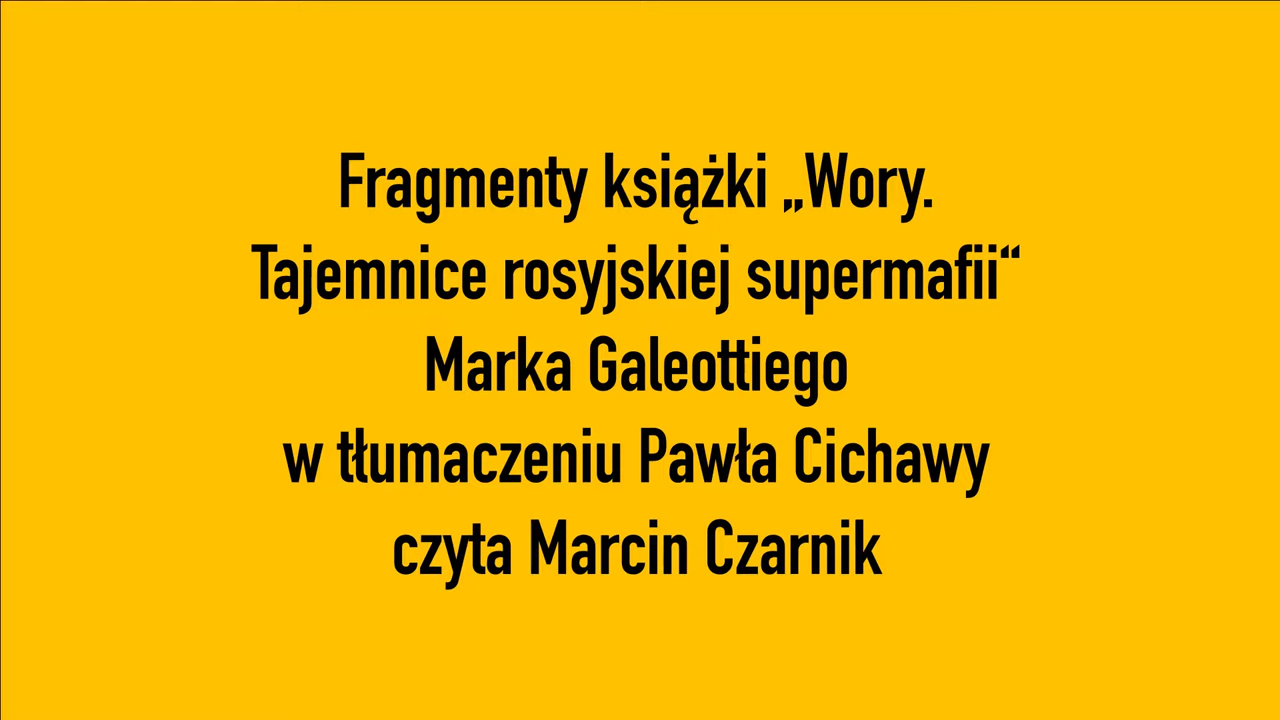 Fragmenty książki „Wory.
Tajemnice rosyjskiej supermafii“
Marka Galeottiego
w tłumaczeniu Pawła Cichawy
czyta Marcin Czarnik